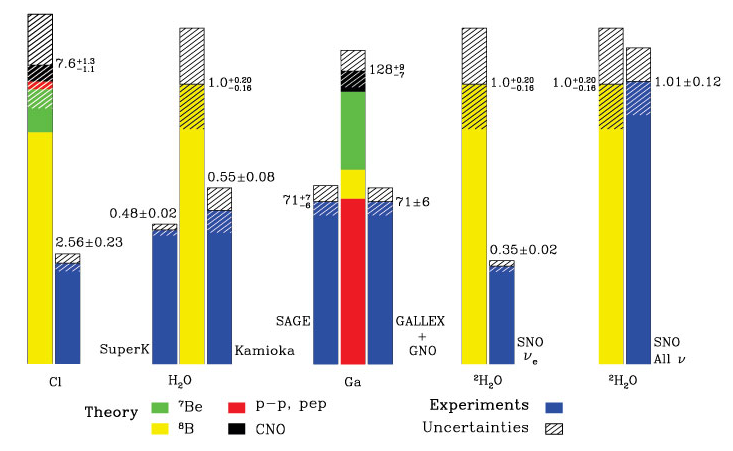 7.6+1.3−1.1
1.0+0.20−0.16
128+9−7
1.0+0.20−0.16
1.0+0.20−0.16
1.01±0.12
0.55±0.08
0.48±0.02
71+7−6
71±6
2.56±0.23
0.35±0.02
SAGE
GALLEX
+
GNO
SuperK
Kamioka
SNO
νe
SNO
All ν
Cl
H2O
Ga
²H2O
²H2O
Theory
⁷Be
p−p, pep
⁸B
CNO
Experiments
Uncertainties